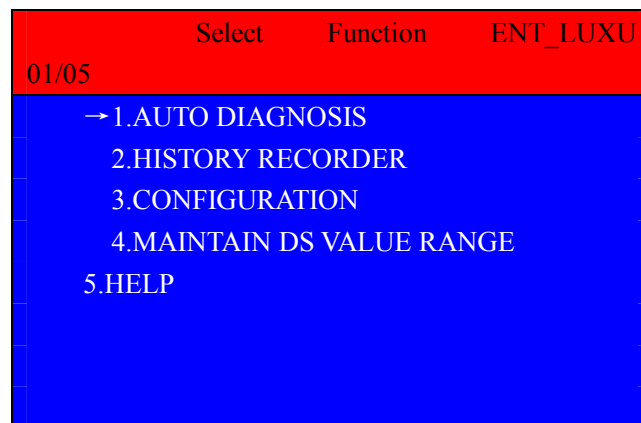 Select Function ENT_LUXU
01/05
→1.AUTO DIAGNOSIS
2.HISTORY RECORDER
3.CONFIGURATION
4.MAINTAIN DS VALUE RANGE
5.HELP